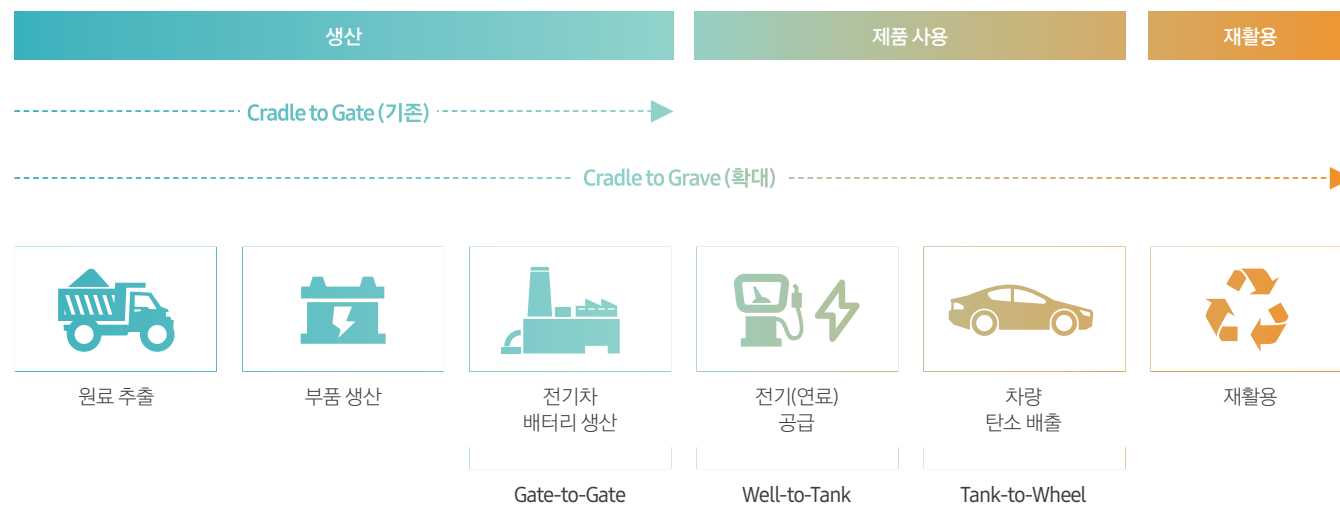 생산
제품 사용
재활용
Cradle to Gate (기존)
Cradle to Grave (확대)
원료 추출
부품 생산
전기차
배터리 생산
전기(연료)
공급
차량
탄소 배출
재활용
Gate-to-Gate
Well-to-Tank
Tank-to-Wheel